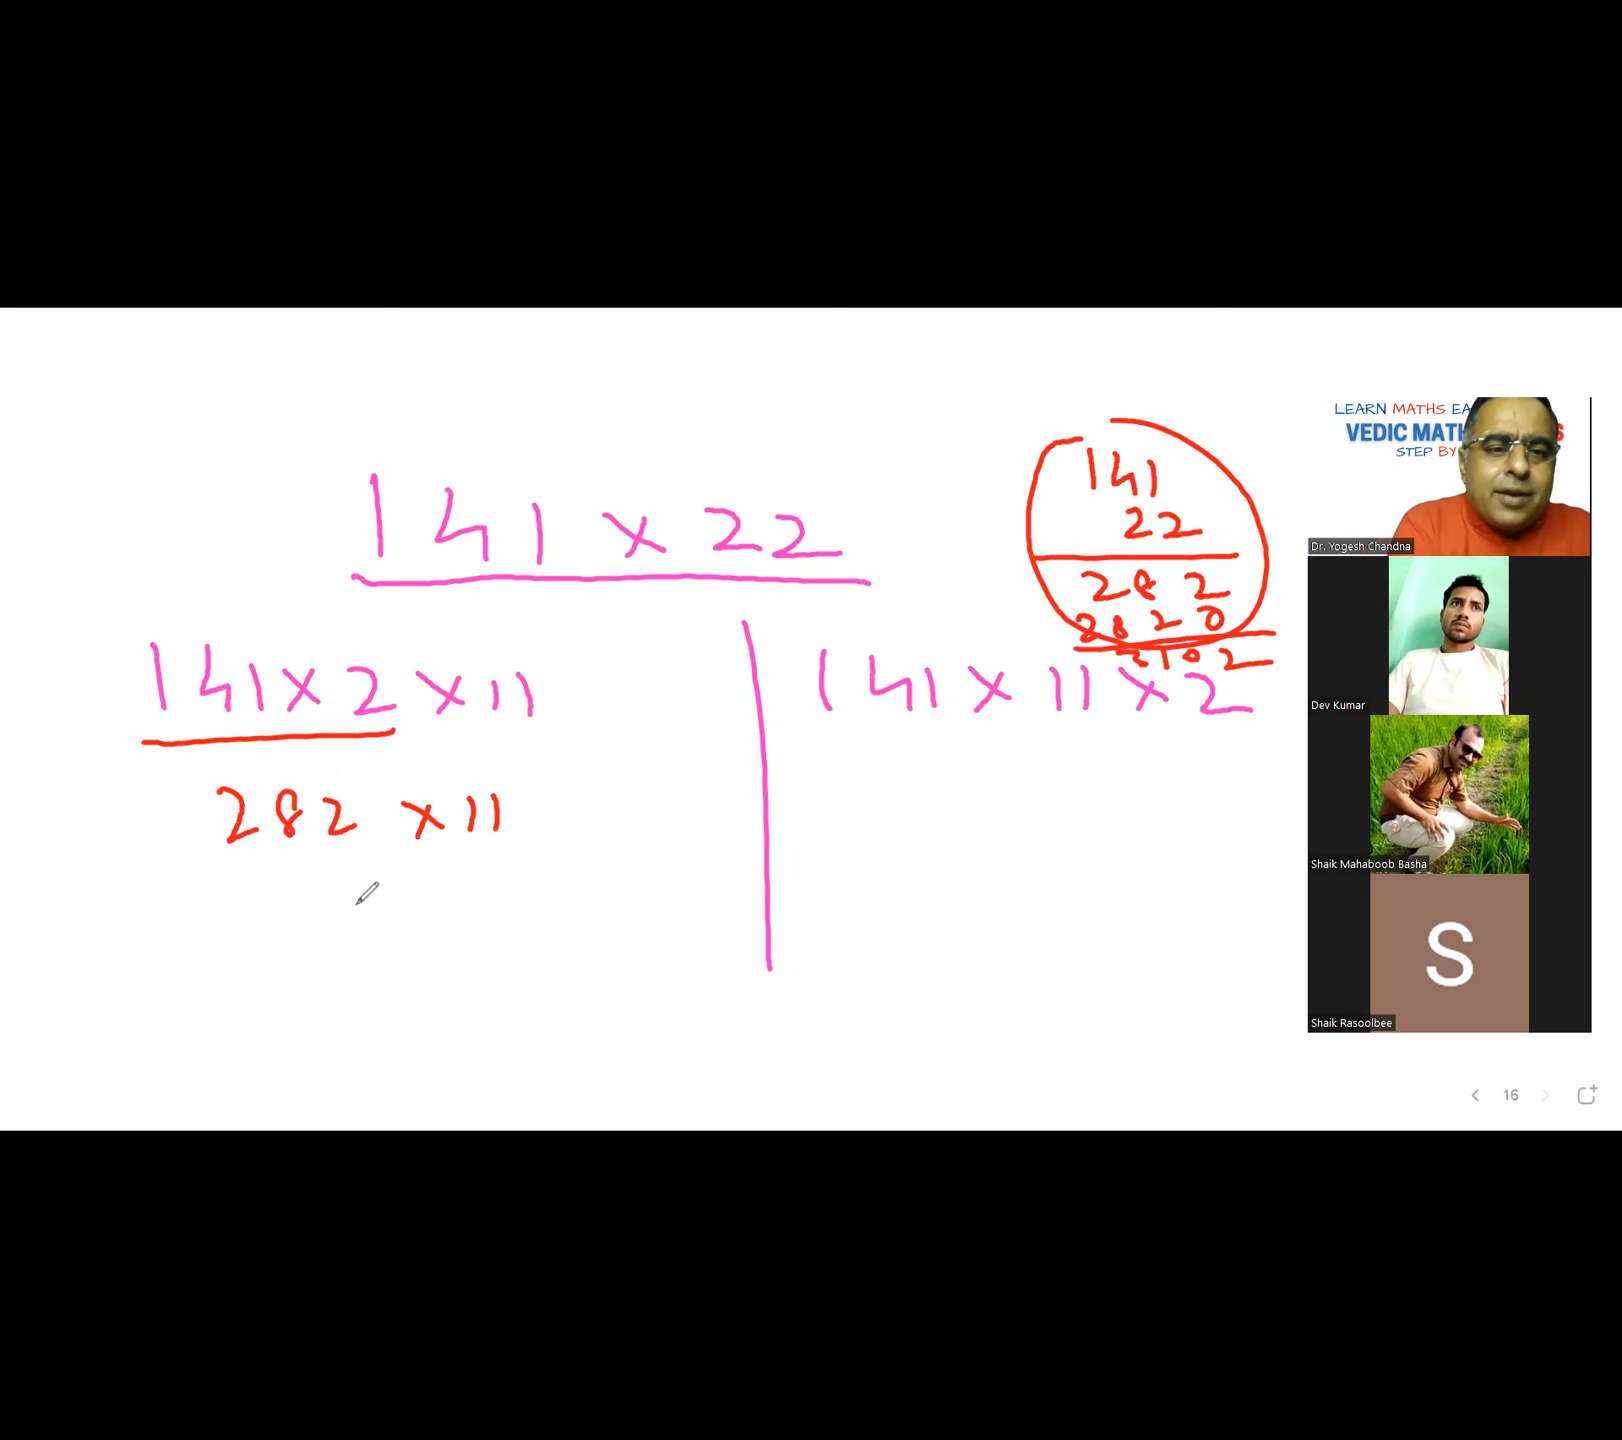 141 x 22
141
22
282
2820
3102
141 x 2 x 11
141 x 11 x 2
282 x 11
LEARN MATHS EA
VEDIC MATH S
STEP BY
Dr. Yogesh Chandna
Dev Kumar
Shaik Mahaboob Basha
S
Shaik Rasoolbee
16